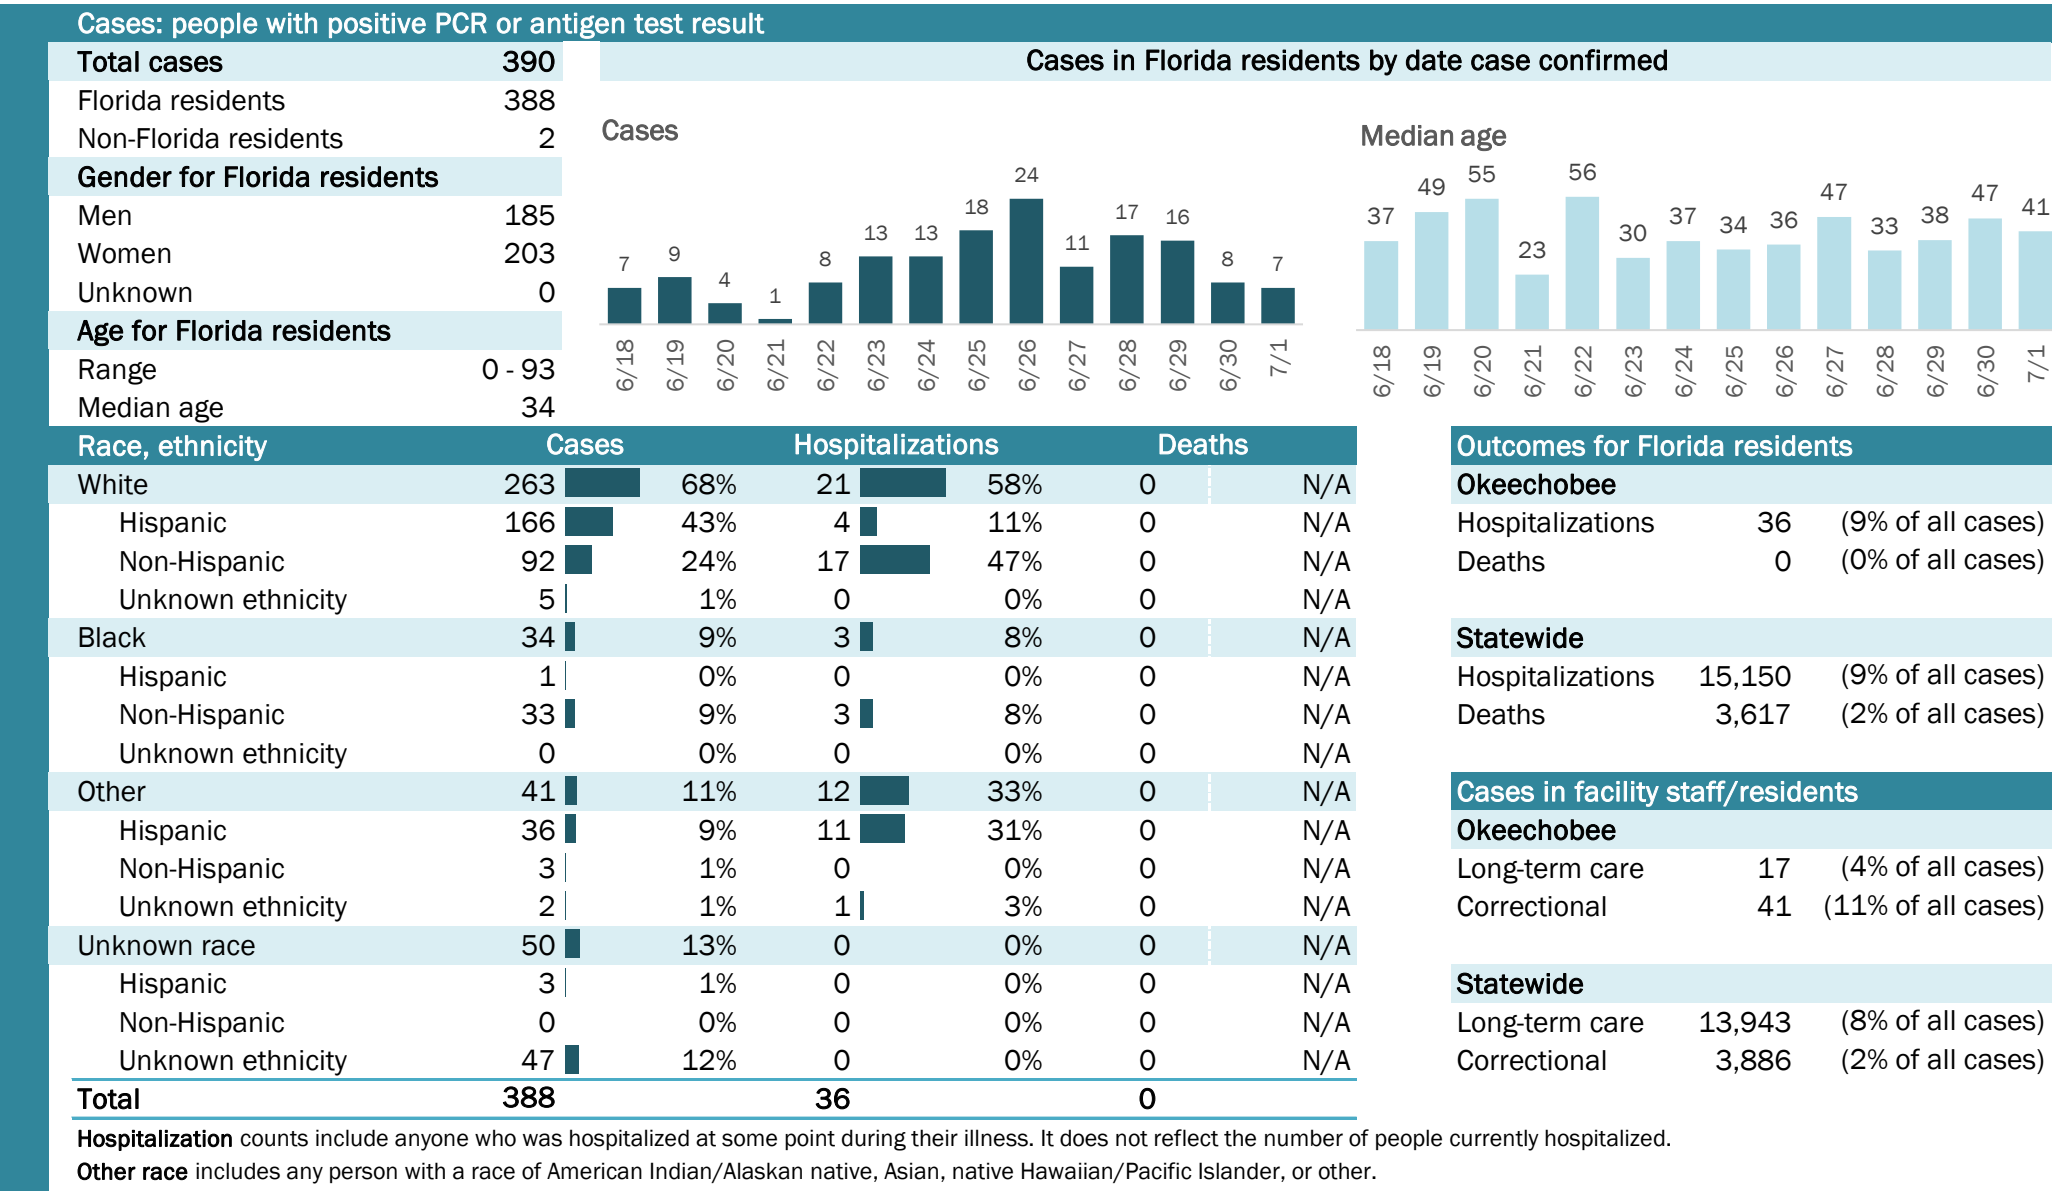 Cases: people with positive PCR or antigen test result
Total cases 390
Florida residents 388
Non-Florida residents 2
Gender for Florida residents
Men 185
Women 203
Unknown 0
Age for Florida residents
Range 0 - 93
Median age 34
Cases in Florida residents by date case confirmed
Cases
7 9 4 1 8 13 13 18 24 11 17 16 8 7
6/18 6/19 6/20 6/21 6/22 6/23 6/24 6/25 6/26 6/27 6/28 6/29 6/30 7/1
Median age
37 49 55 23 56 30 37 34 36 47 33 38 47 41
6/18 6/19 6/20 6/21 6/22 6/23 6/24 6/25 6/26 6/27 6/28 6/29 6/30 7/1
Race, ethnicity Cases Hospitalizations Deaths
White 263 68% 21 58% 0 N/A
Hispanic 166 43% 4 11% 0 N/A
Non-Hispanic 92 24% 17 47% 0 N/A
Unknown ethnicity 5 1% 0 0% 0 N/A
Black 34 9% 3 8% 0 N/A
Hispanic 1 0% 0 0% 0 N/A
Non-Hispanic 33 9% 3 8% 0 N/A
Unknown ethnicity 0 0% 0 0% 0 N/A
Other 41 11% 12 33% 0 N/A
Hispanic 36 9% 11 31% 0 N/A
Non-Hispanic 3 1% 0 0% 0 N/A
Unknown ethnicity 2 1% 1 3% 0 N/A
Unknown race 50 13% 0 0% 0 N/A
Hispanic 3 1% 0 0% 0 N/A
Non-Hispanic 0 0% 0 0% 0 N/A
Unknown ethnicity 47 12% 0 0% 0 N/A
Total 388 36 0
Outcomes for Florida residents
Okeechobee
Hospitalizations 36 (9% of all cases)
Deaths 0 (0% of all cases)
Statewide
Hospitalizations 15,150 (9% of all cases)
Deaths 3,617 (2% of all cases)
Cases in facility staff/residents
Okeechobee
Long-term care 17 (4% of all cases)
Correctional 41 (11% of all cases)
Statewide
Long-term care 13,943 (8% of all cases)
Correctional 3,886 (2% of all cases)
Hospitalization counts include anyone who was hospitalized at some point during their illness. It does not reflect the number of people currently hospitalized.
Other race includes any person with a race of American Indian/Alaskan native, Asian, native Hawaiian/Pacific Islander, or other.